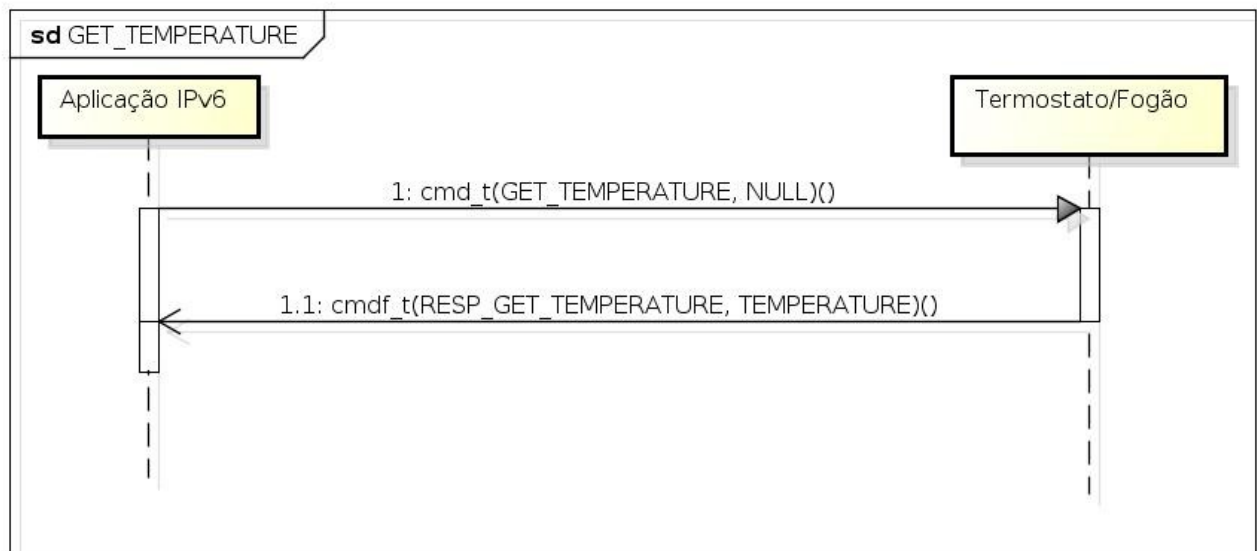 sd GET_TEMPERATURE
Aplicação IPv6
Termostato/Fogão
1: cmd_t(GET_TEMPERATURE, NULL)()
1.1: cmdf_t(RESP_GET_TEMPERATURE, TEMPERATURE)()